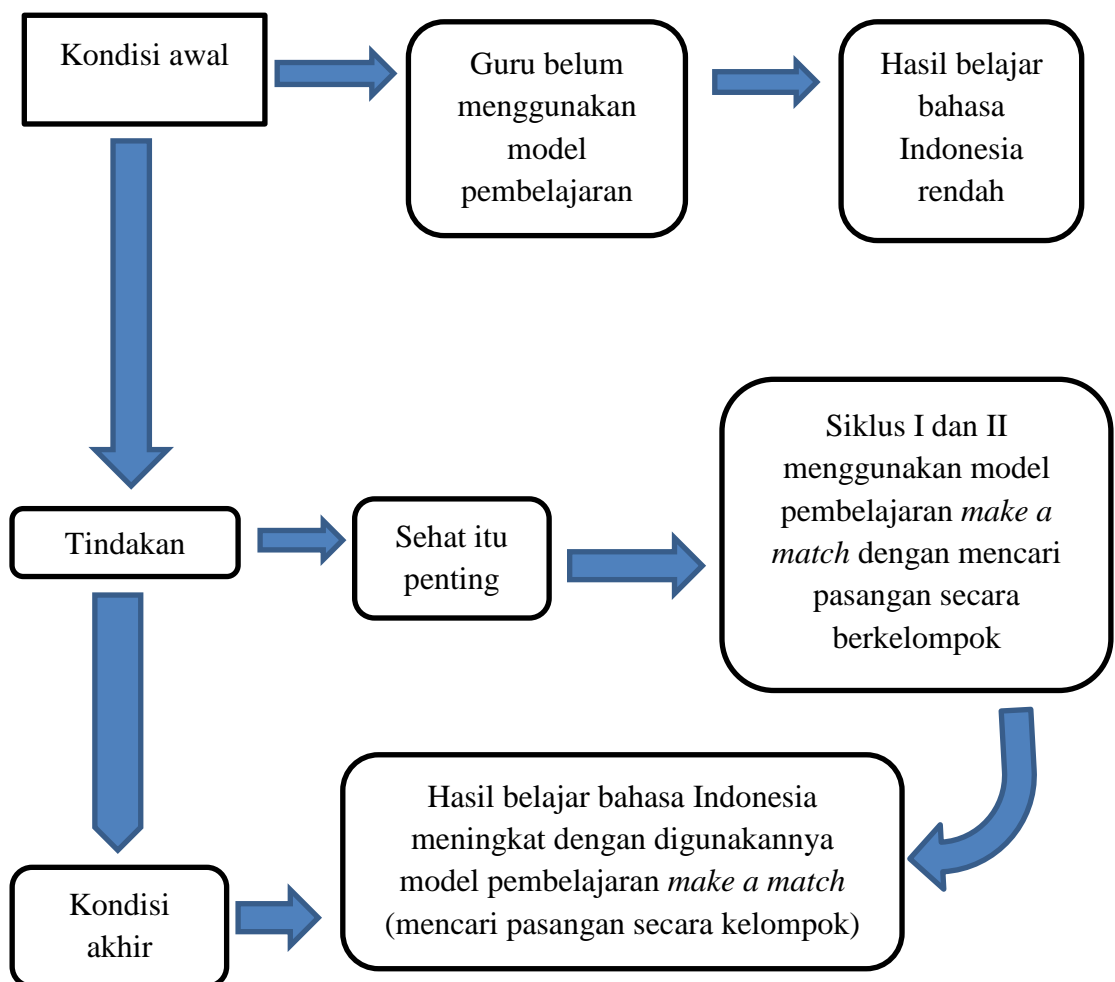 Kondisi awal
Guru belum
menggunakan
model
pembelajaran
Hasil belajar
bahasa
Indonesia
rendah
Tindakan
Sehat itu
penting
Siklus I dan II
menggunakan model
pembelajaran make a
match dengan mencari
pasangan secara
berkelompok
Kondisi
akhir
Hasil belajar bahasa Indonesia
meningkat dengan digunakannya
model pembelajaran make a match
(mencari pasangan secara kelompok)